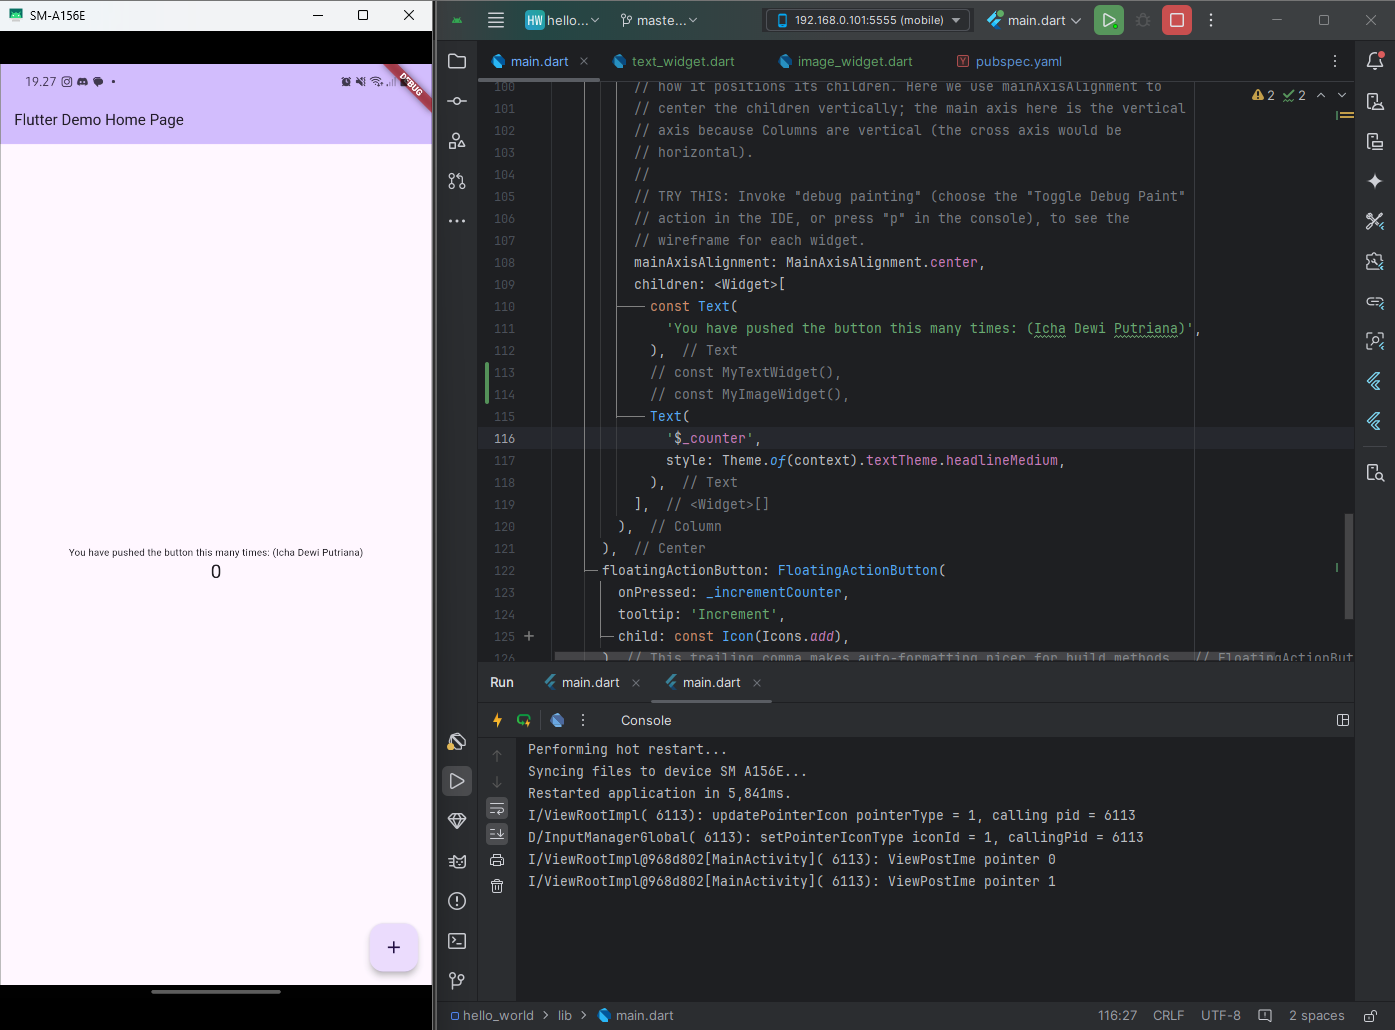 SM-A156E
19.27
DEBUG
Flutter Demo Home Page
You have pushed the button this many times: (Icha Dewi Putriana)
0
+
HW hello...
maste...
192.168.0.101:5555 (mobile)
main.dart
main.dart
text_widget.dart
image_widget.dart
pubspec.yaml
2 2
100 // how it positions its children. Here we use mainAxisAlignment to
101 // center the children vertically; the main axis here is the vertical
102 // axis because Columns are vertical (the cross axis would be
103 // horizontal).
104 //
105 // TRY THIS: Invoke "debug painting" (choose the "Toggle Debug Paint"
106 // action in the IDE, or press "p" in the console), to see the
107 // wireframe for each widget.
108 mainAxisAlignment: MainAxisAlignment.center,
109 children: <Widget>[
110 const Text(
111 'You have pushed the button this many times: (Icha Dewi Putriana)',
112 ), // Text
113 // const MyTextWidget(),
114 // const MyImageWidget(),
115 Text(
116 '$_counter',
117 style: Theme.of(context).textTheme.headlineMedium,
118 ), // Text
119 ], // <Widget>[]
120 ), // Column
121 ), // Center
122 floatingActionButton: FloatingActionButton(
123 onPressed: _incrementCounter,
124 tooltip: 'Increment',
125 child: const Icon(Icons.add),
126 ), // This trailing comma makes auto-formatting nicer for build methods. // FloatingActionBut
Run
main.dart
main.dart
Console
Performing hot restart...
Syncing files to device SM A156E...
Restarted application in 5,841ms.
I/ViewRootImpl( 6113): updatePointerIcon pointerType = 1, calling pid = 6113
D/InputManagerGlobal( 6113): setPointerIconType iconId = 1, callingPid = 6113
I/ViewRootImpl@968d802[MainActivity]( 6113): ViewPostIme pointer 0
I/ViewRootImpl@968d802[MainActivity]( 6113): ViewPostIme pointer 1
hello_world > lib > main.dart
116:27
CRLF
UTF-8
2 spaces